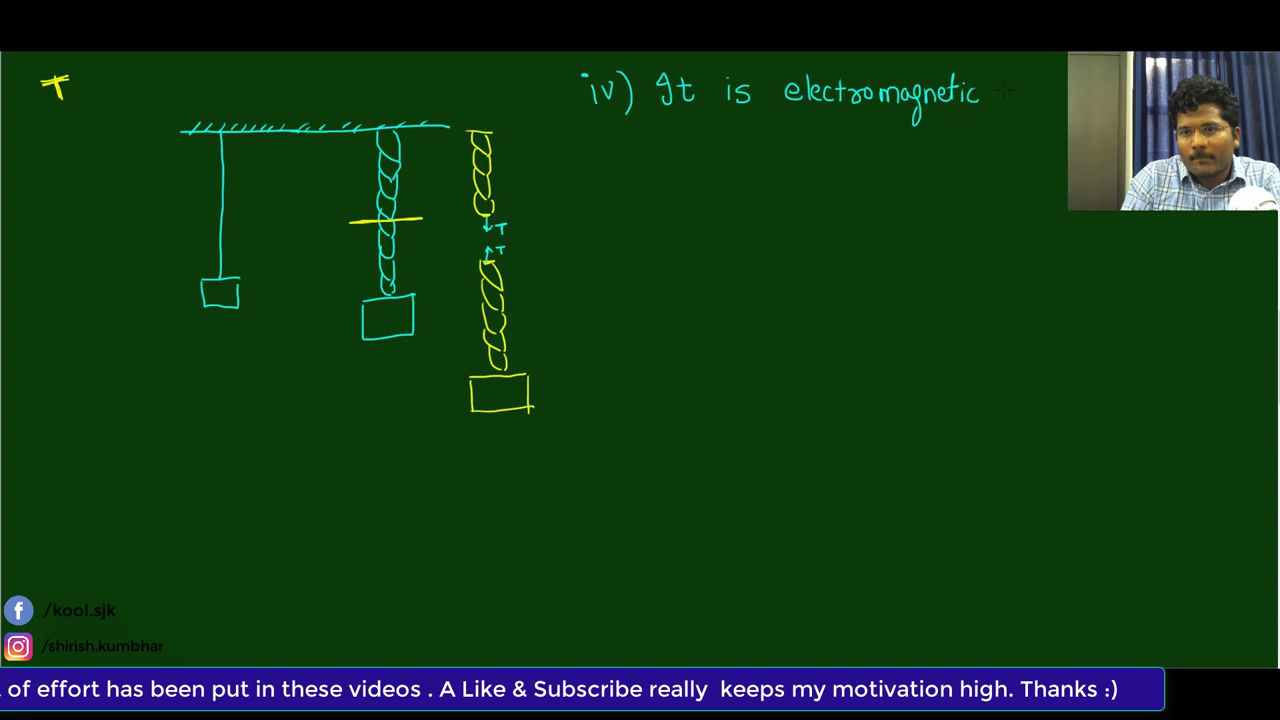 T
iv) It is electromagnetic
T
T
/kool.sjk
/shirish.kumbhar
. of effort has been put in these videos . A Like & Subscribe really keeps my motivation high. Thanks :)